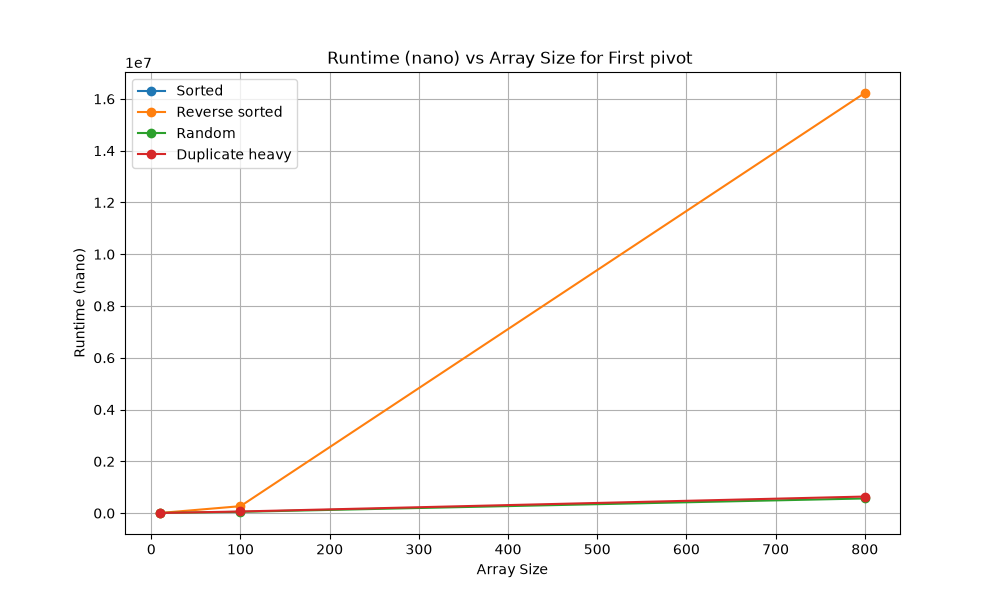 Runtime (nano) vs Array Size for First pivot
1e7
Sorted
Reverse sorted
Random
Duplicate heavy
1.6
1.4
1.2
1.0
0.8
0.6
0.4
0.2
0.0
Runtime (nano)
0 100 200 300 400 500 600 700 800
Array Size